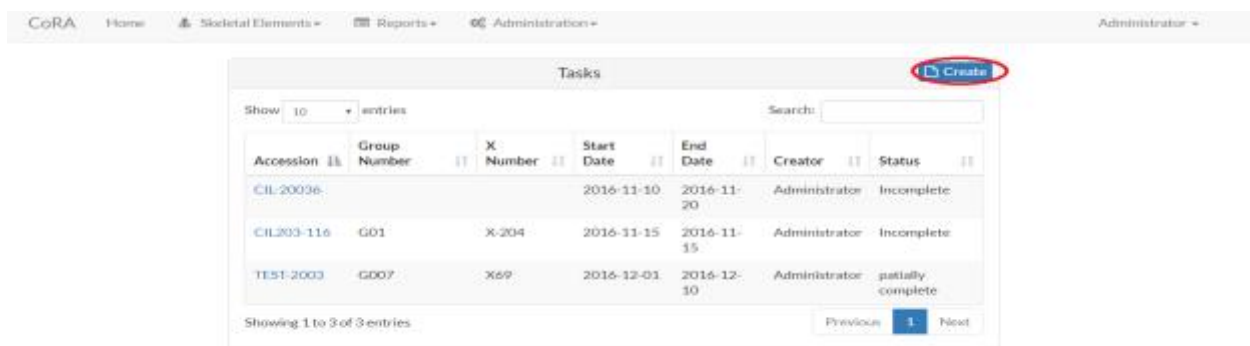 CoRA Home Skeletal Elements Reports Administration Administrator
Tasks Create
Show 10 entries Search:
Accession Group Number X Number Start Date End Date Creator Status
CIL-20036- 2016-11-10 2016-11-20 Administrator Incomplete
CIL203-116 G01 X-204 2016-11-15 2016-11-15 Administrator Incomplete
TEST-2003 G007 X69 2016-12-01 2016-12-10 Administrator patially complete
Showing 1 to 3 of 3 entries Previous 1 Next